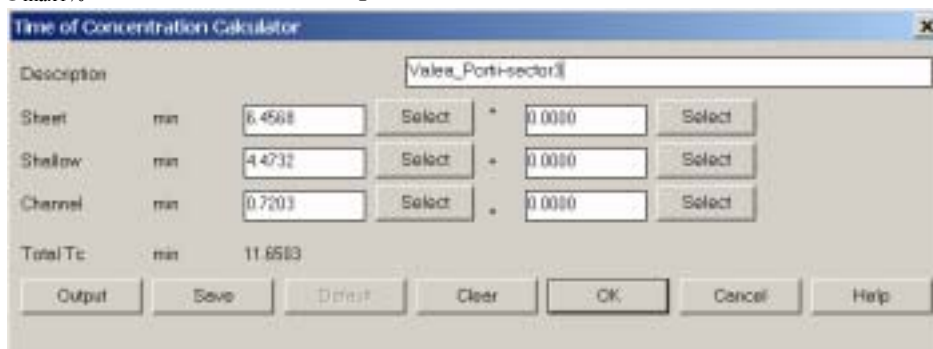 Time of Concentration Calculator x
Description Valea_Porti-sector3
Sheet min 6.4568 Select + 0.0000 Select
Shallow min 4.4732 Select + 0.0000 Select
Channel min 0.7203 Select + 0.0000 Select
Total Tc min 11.6503
Output Save Default Clear OK Cancel Help